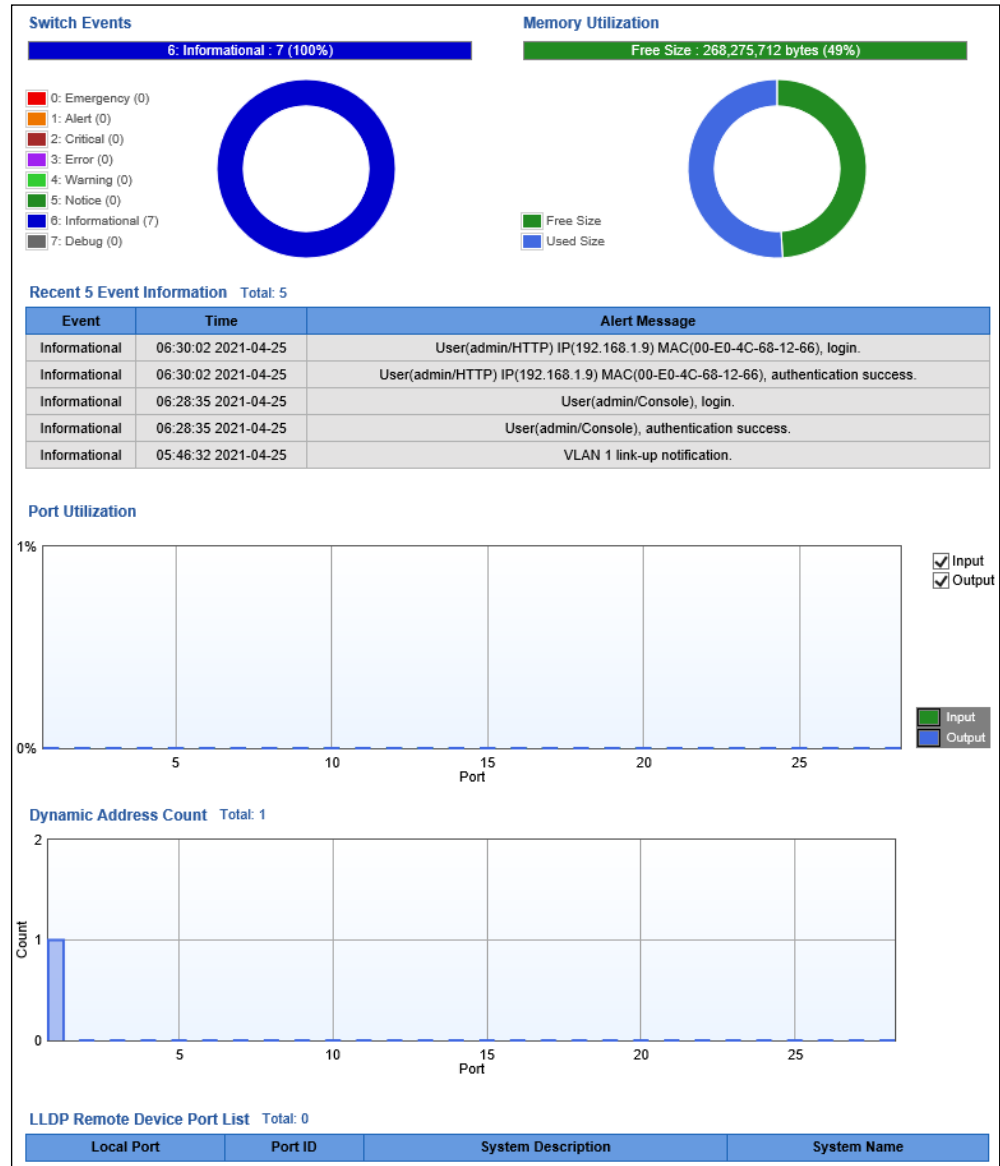 Switch Events
6: Informational : 7 (100%)
0: Emergency (0)
1: Alert (0)
2: Critical (0)
3: Error (0)
4: Warning (0)
5: Notice (0)
6: Informational (7)
7: Debug (0)
Memory Utilization
Free Size : 268,275,712 bytes (49%)
Free Size
Used Size
Recent 5 Event Information Total: 5
Event Time Alert Message
Informational 06:30:02 2021-04-25 User(admin/HTTP) IP(192.168.1.9) MAC(00-E0-4C-68-12-66), login.
Informational 06:30:02 2021-04-25 User(admin/HTTP) IP(192.168.1.9) MAC(00-E0-4C-68-12-66), authentication success.
Informational 06:28:35 2021-04-25 User(admin/Console), login.
Informational 06:28:35 2021-04-25 User(admin/Console), authentication success.
Informational 05:46:32 2021-04-25 VLAN 1 link-up notification.
Port Utilization
1%
Input
Output
Input
Output
0%
5 10 15 20 25
Port
Dynamic Address Count Total: 1
2
Count
1
0
5 10 15 20 25
Port
LLDP Remote Device Port List Total: 0
Local Port Port ID System Description System Name